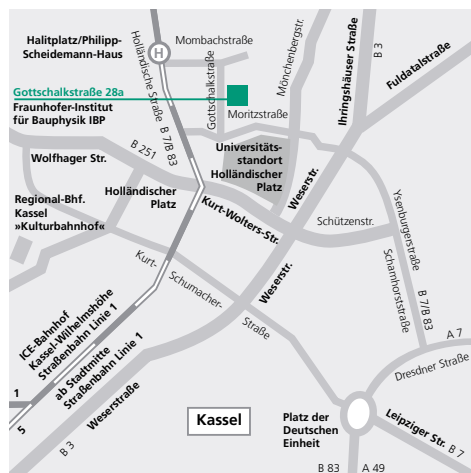 Halitplatz/Philipp-
Scheidemann-Haus
H
Holländische Straße B 7/B 83
Mombachstraße
Gottschalkstraße
Mönchenbergstr.
Ihringshäuser Straße
B 3
Fuldatalstraße
Gottschalkstraße 28a
Fraunhofer-Institut
für Bauphysik IBP
Moritzstraße
B 251
Wolfhager Str.
Universitäts-
standort
Holländischer
Platz
Holländischer
Platz
Regional-Bhf.
Kassel
»Kulturbahnhof«
Kurt-Wolters-Str.
Weserstr.
Schützenstr.
Ysenburgerstraße
Scharnhorststraße
B 7/B 83
Kurt-
Schumacher-
Straße
Weserstr.
ICE-Bahnhof
Kassel-Wilhelmshöhe
Straßenbahn Linie 1
ab Stadtmitte
Straßenbahn Linie 1
1
5
B 3
Weserstraße
A 7
Dresdner Straße
Kassel
Platz der
Deutschen
Einheit
Leipziger Str. B 7
B 83
A 49